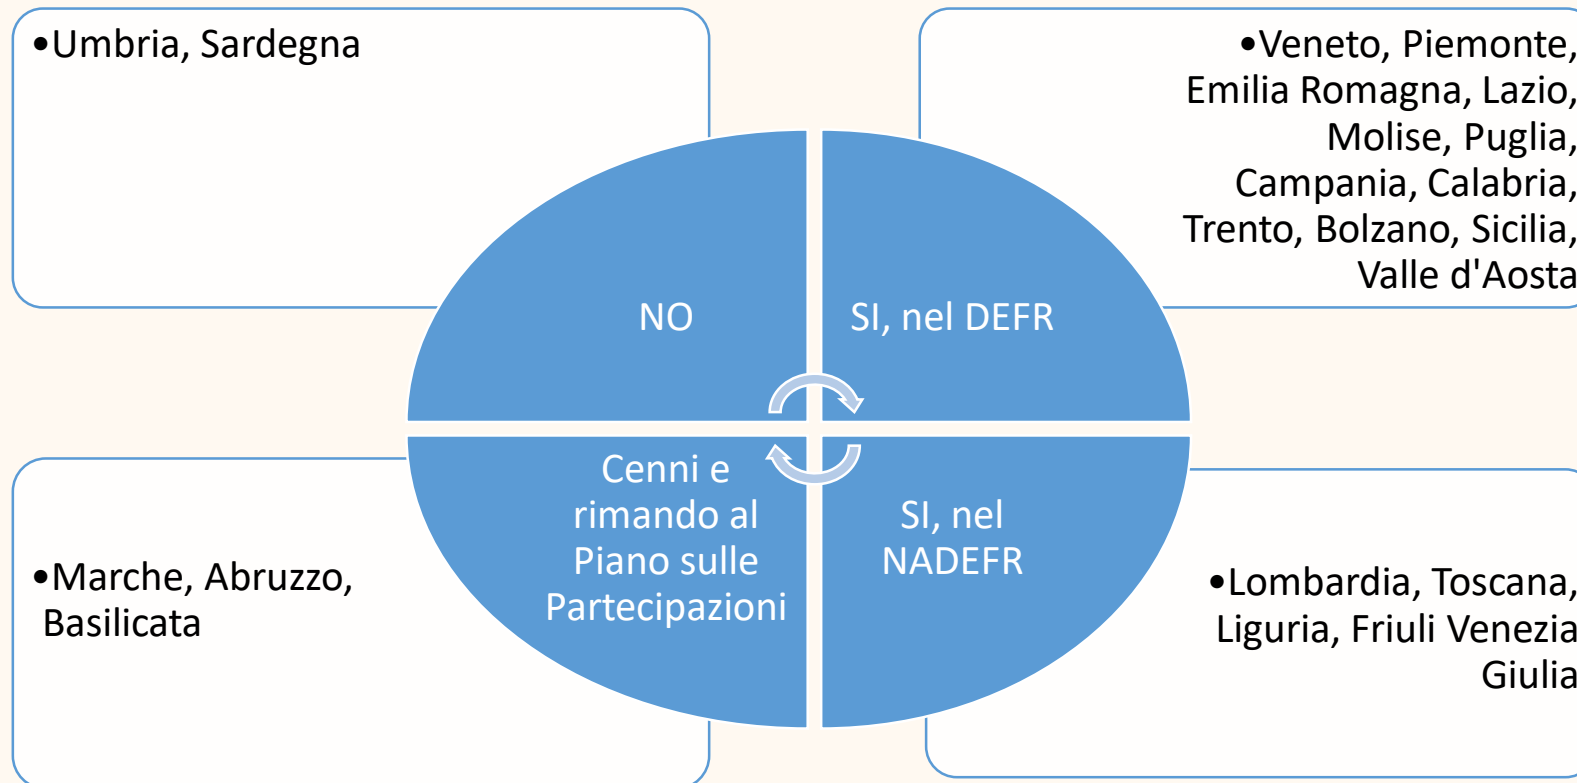 •Umbria, Sardegna
NO
•Veneto, Piemonte,
Emilia Romagna, Lazio,
Molise, Puglia,
Campania, Calabria,
Trento, Bolzano, Sicilia,
Valle d'Aosta
SI, nel DEFR
•Marche, Abruzzo,
Basilicata
Cenni e
rimando al
Piano sulle
Partecipazioni
SI, nel
NADEFR
•Lombardia, Toscana,
Liguria, Friuli Venezia
Giulia